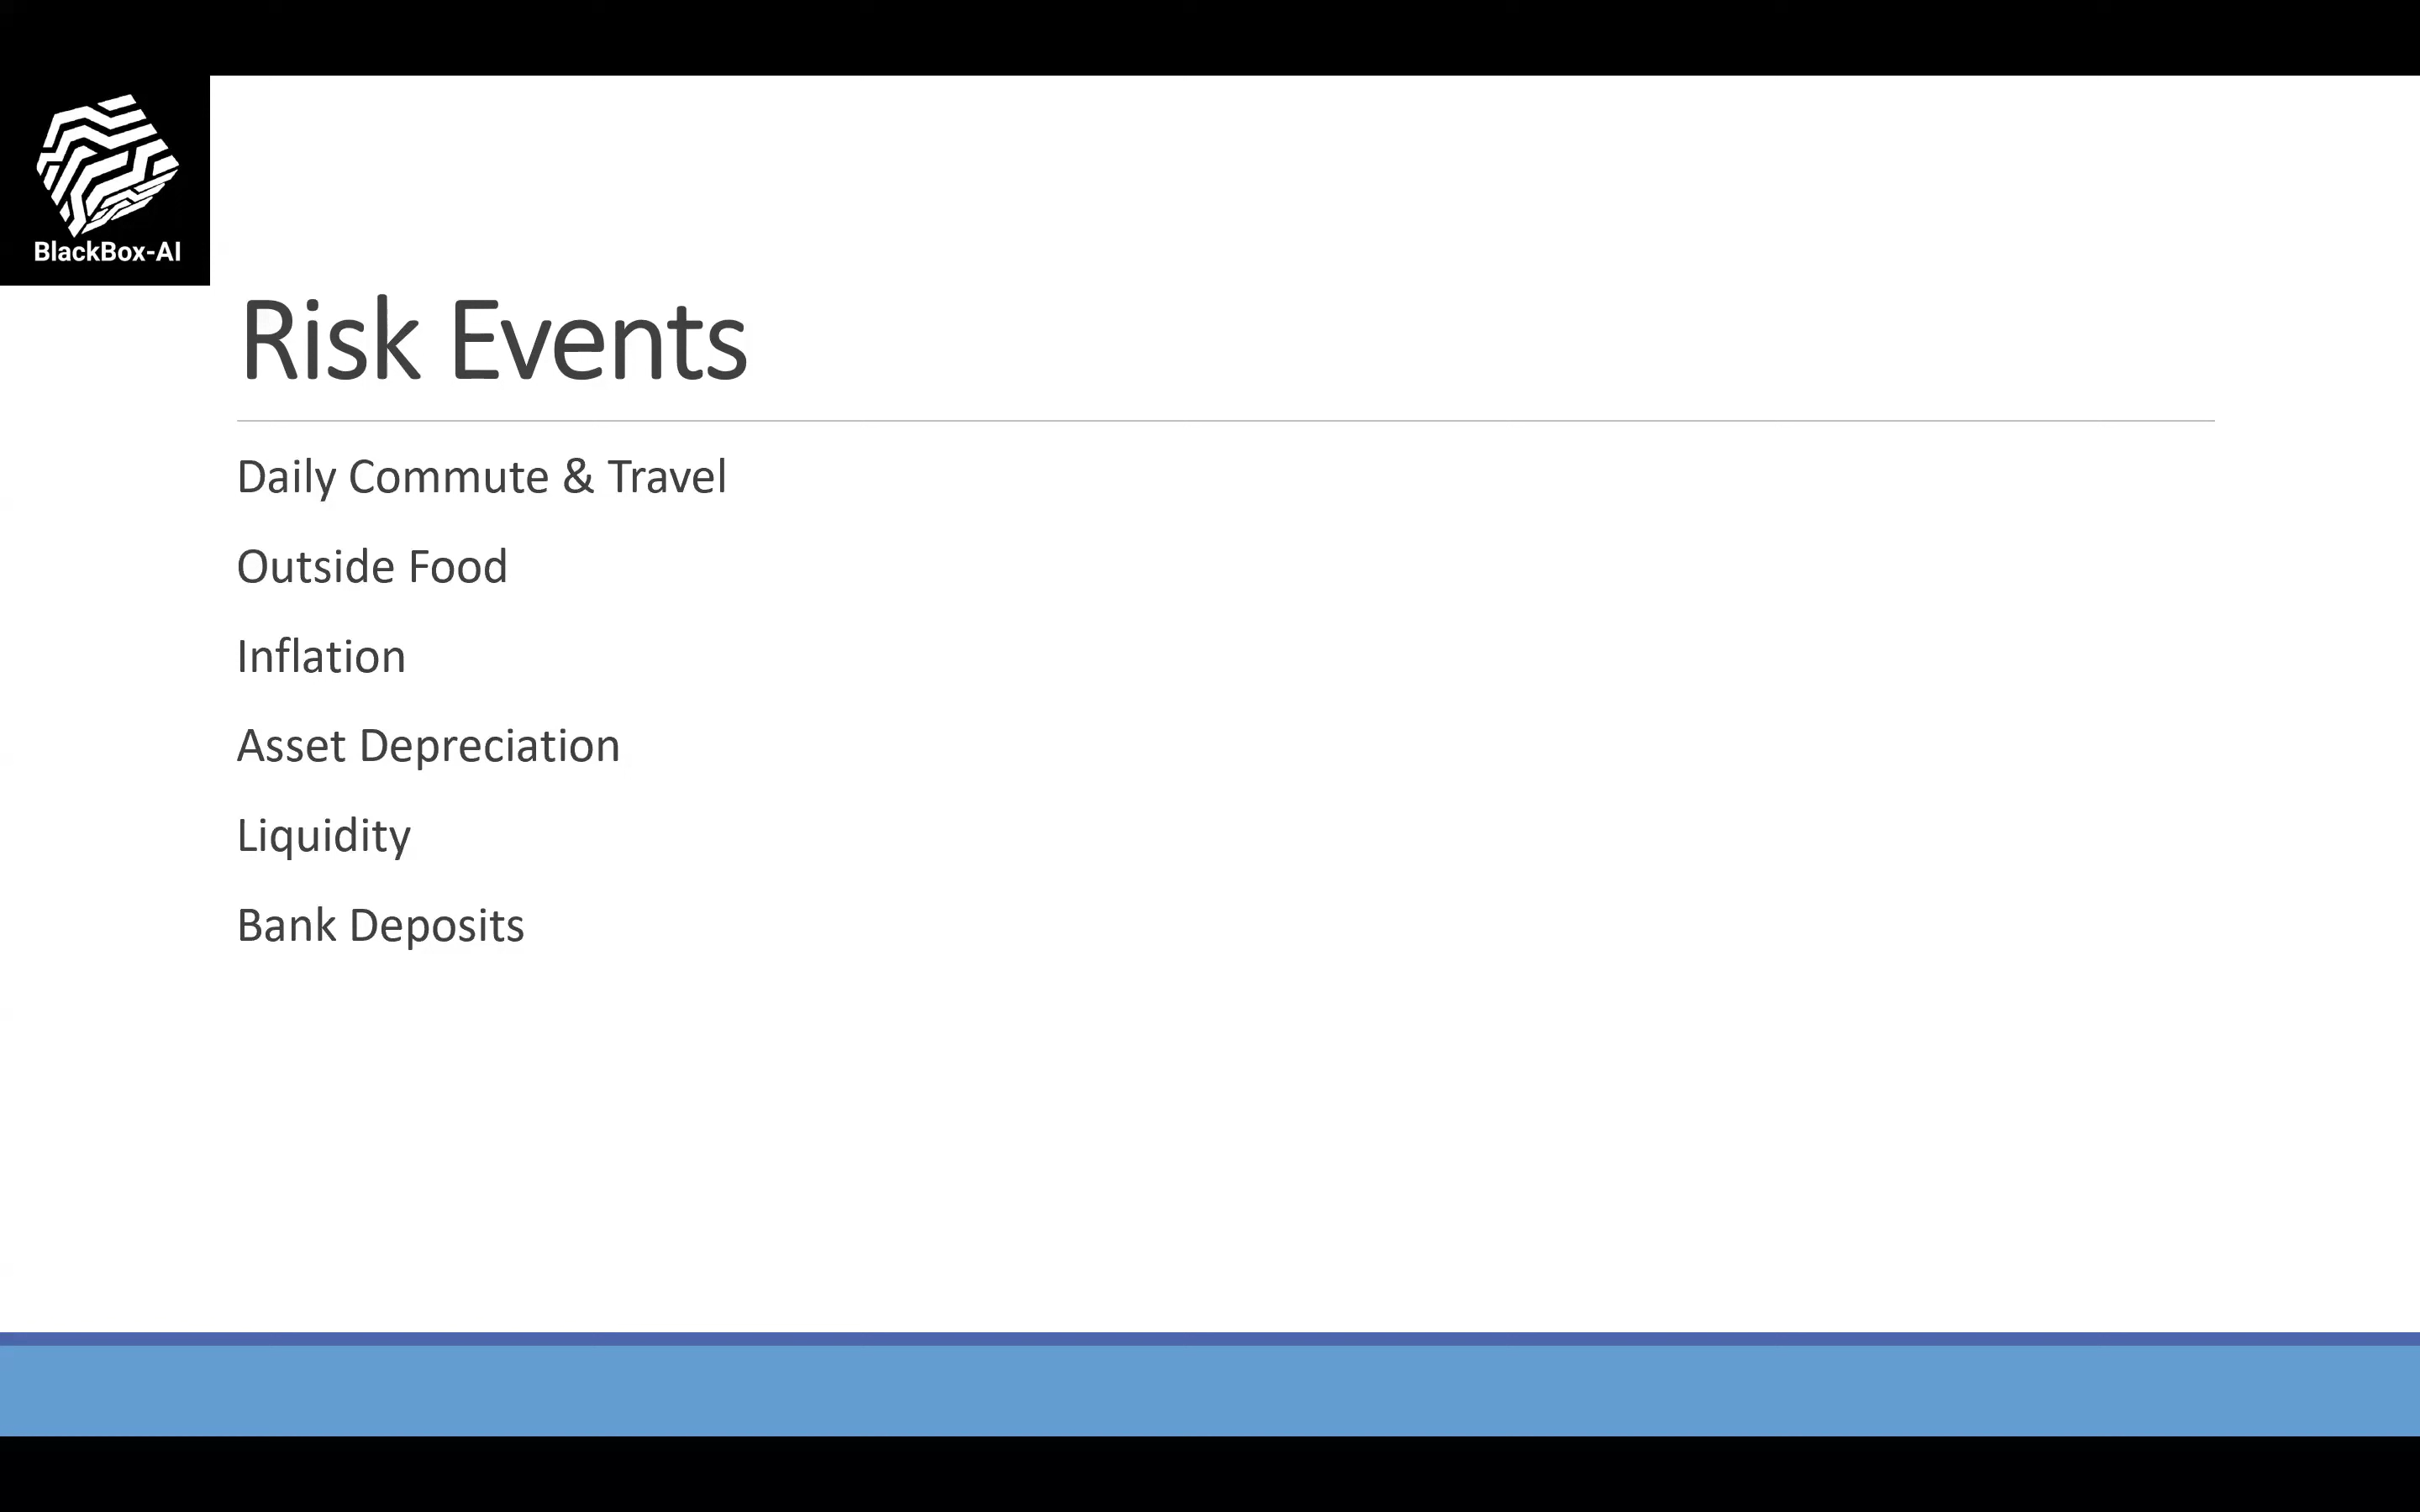 BlackBox-AI
Risk Events
Daily Commute & Travel
Outside Food
Inflation
Asset Depreciation
Liquidity
Bank Deposits